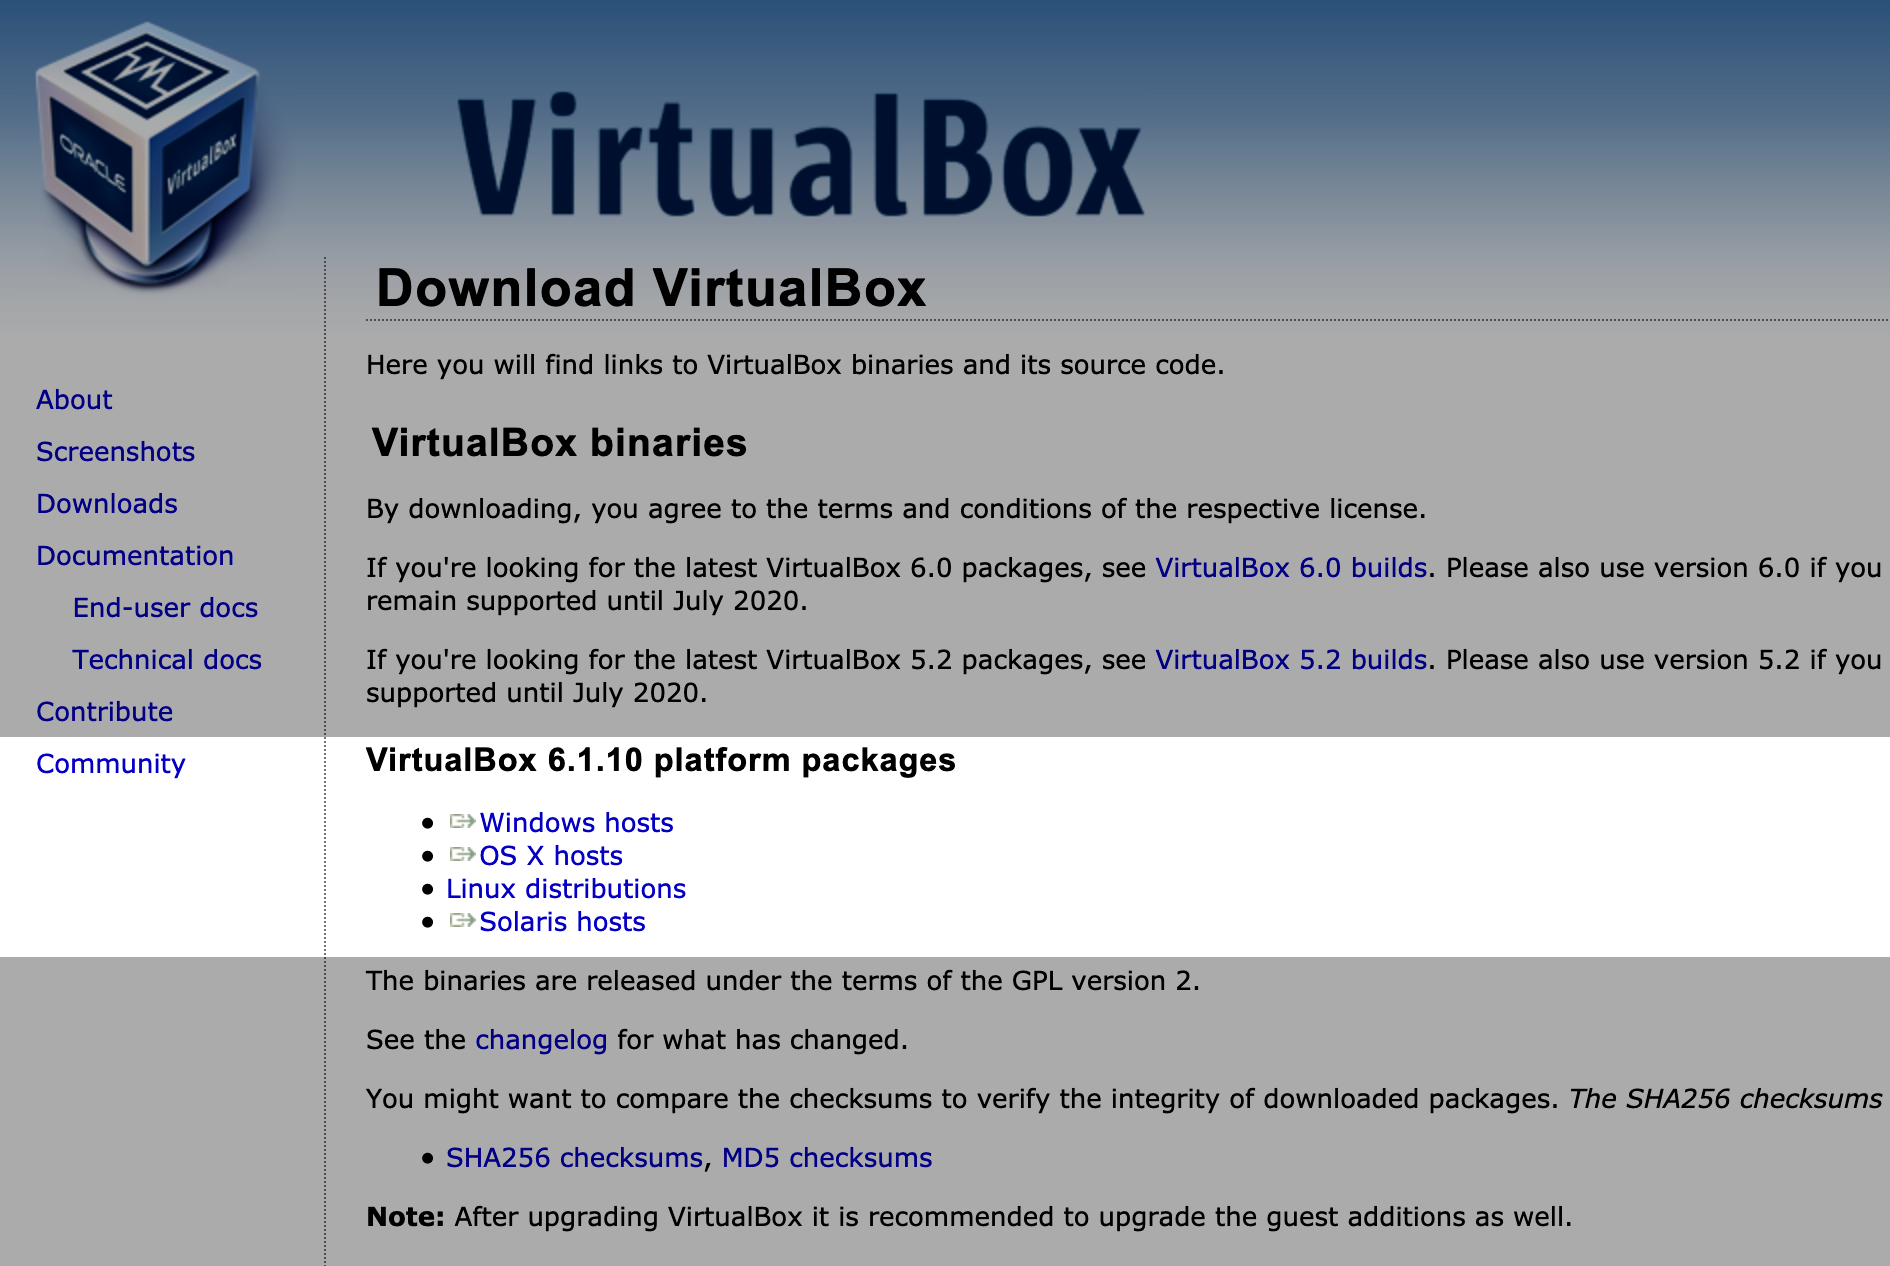 ORACLE
VirtualBox
VirtualBox
Download VirtualBox
Here you will find links to VirtualBox binaries and its source code.
About
Screenshots
Downloads
Documentation
End-user docs
Technical docs
Contribute
Community
VirtualBox binaries
By downloading, you agree to the terms and conditions of the respective license.
If you're looking for the latest VirtualBox 6.0 packages, see VirtualBox 6.0 builds. Please also use version 6.0 if you
remain supported until July 2020.
If you're looking for the latest VirtualBox 5.2 packages, see VirtualBox 5.2 builds. Please also use version 5.2 if you
supported until July 2020.
VirtualBox 6.1.10 platform packages
• Windows hosts
• OS X hosts
• Linux distributions
• Solaris hosts
The binaries are released under the terms of the GPL version 2.
See the changelog for what has changed.
You might want to compare the checksums to verify the integrity of downloaded packages. The SHA256 checksums
• SHA256 checksums, MD5 checksums
Note: After upgrading VirtualBox it is recommended to upgrade the guest additions as well.